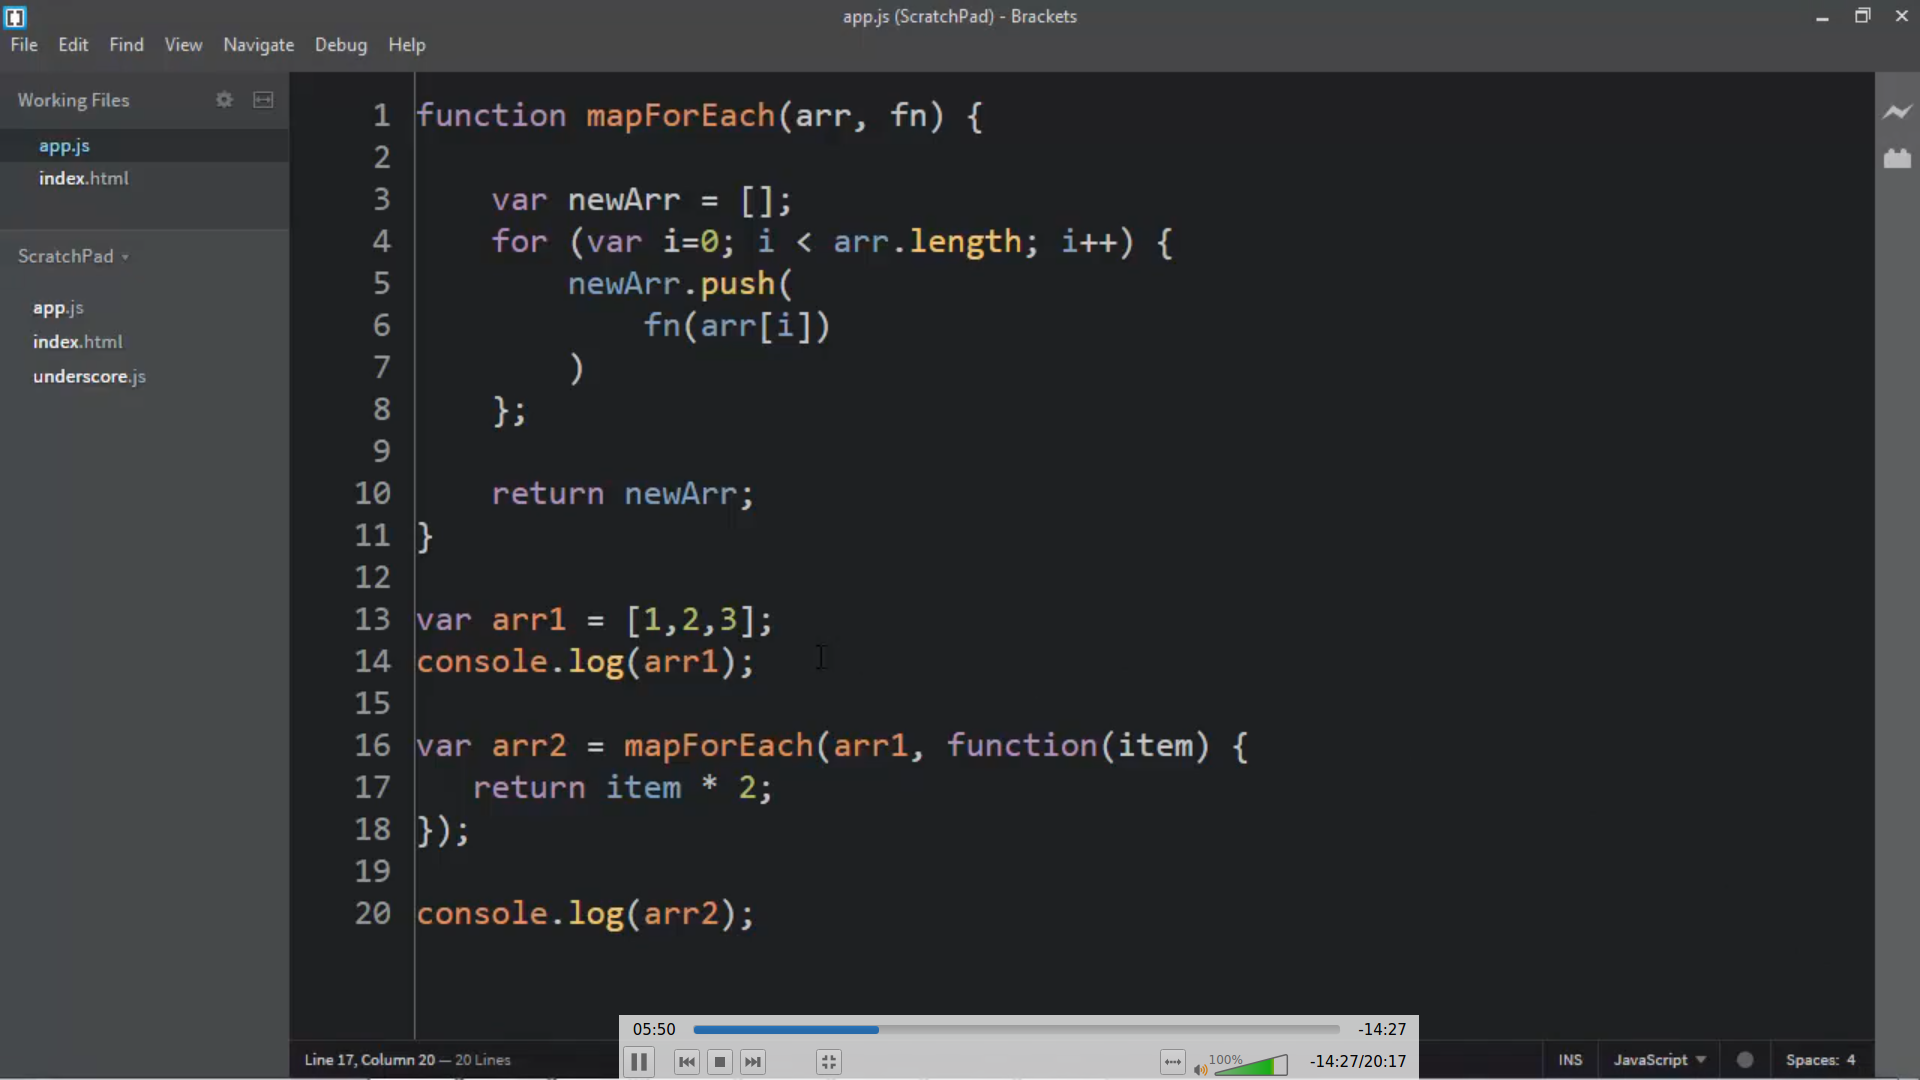 app.js (ScratchPad) - Brackets
File Edit Find View Navigate Debug Help
Working Files
app.js
index.html
ScratchPad
app.js
index.html
underscore.js
1 function mapForEach(arr, fn) {
2
3 var newArr = [];
4 for (var i=0; i < arr.length; i++) {
5 newArr.push(
6 fn(arr[i])
7 )
8 };
9
10 return newArr;
11 }
12
13 var arr1 = [1,2,3];
14 console.log(arr1);
15
16 var arr2 = mapForEach(arr1, function(item) {
17 return item * 2;
18 });
19
20 console.log(arr2);
05:50 -14:27
100% -14:27/20:17
Line 17, Column 20 — 20 Lines INS JavaScript Spaces: 4